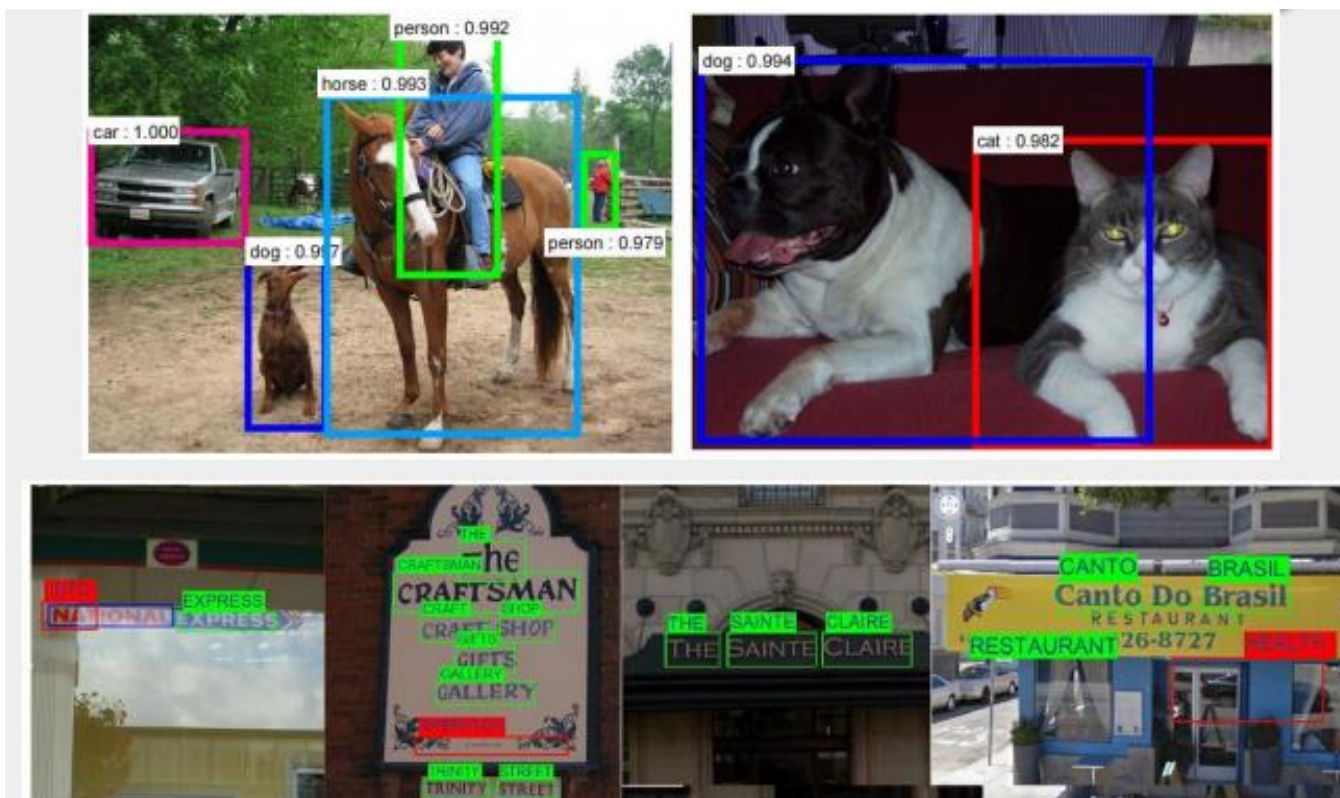 person : 0.992
horse : 0.993
car : 1.000
dog : 0.997
person : 0.979
dog : 0.994
cat : 0.982
EXPRESS
NATIONAL EXPRESS
THE
The
CRAFTSMAN
CRAFTSMAN
CRAFT SHOP
CRAFT SHOP
GIFTS
GALLERY
GALLERY
TRINITY STREET
TRINITY STREET
THE SAINTE CLAIRE
THE SAINTE CLAIRE
CANTO BRASIL
Canto Do Brasil
RESTAURANT
RESTAURANT 26-8727 HEALTH